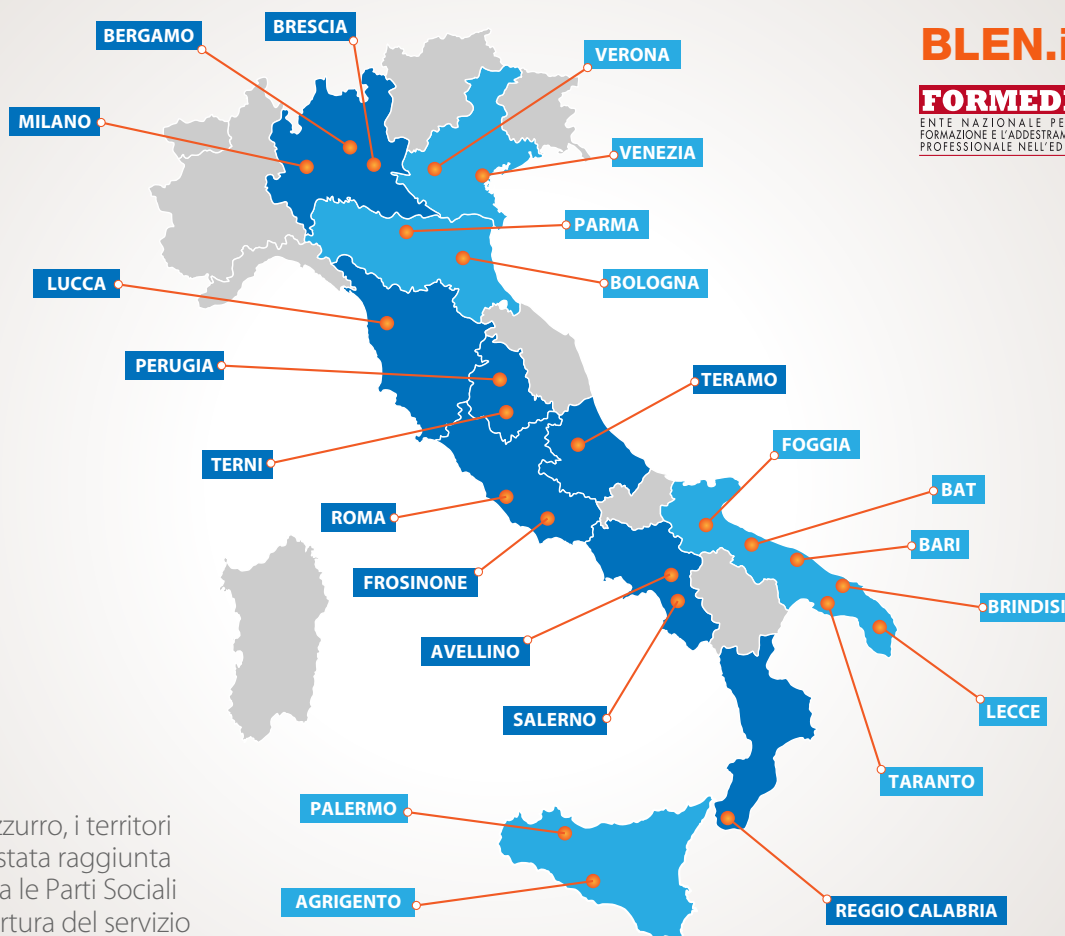 BERGAMO
BRESCIA
VERONA
BLEN.i
FORMEDI
ENTE NAZIONALE PE
FORMAZIONE E L'ADDESTRAM
PROFESSIONALE NELL'ED
MILANO
VENEZIA
PARMA
LUCCA
BOLOGNA
PERUGIA
TERAMO
TERNI
FOGGIA
BAT
ROMA
BARI
FROSINONE
BRINDISI
AVELLINO
SALERNO
LECCE
TARANTO
PALERMO
AGRIGENTO
REGGIO CALABRIA
zzurro, i territori
stata raggiunta
a le Parti Sociali
rtura del servizio